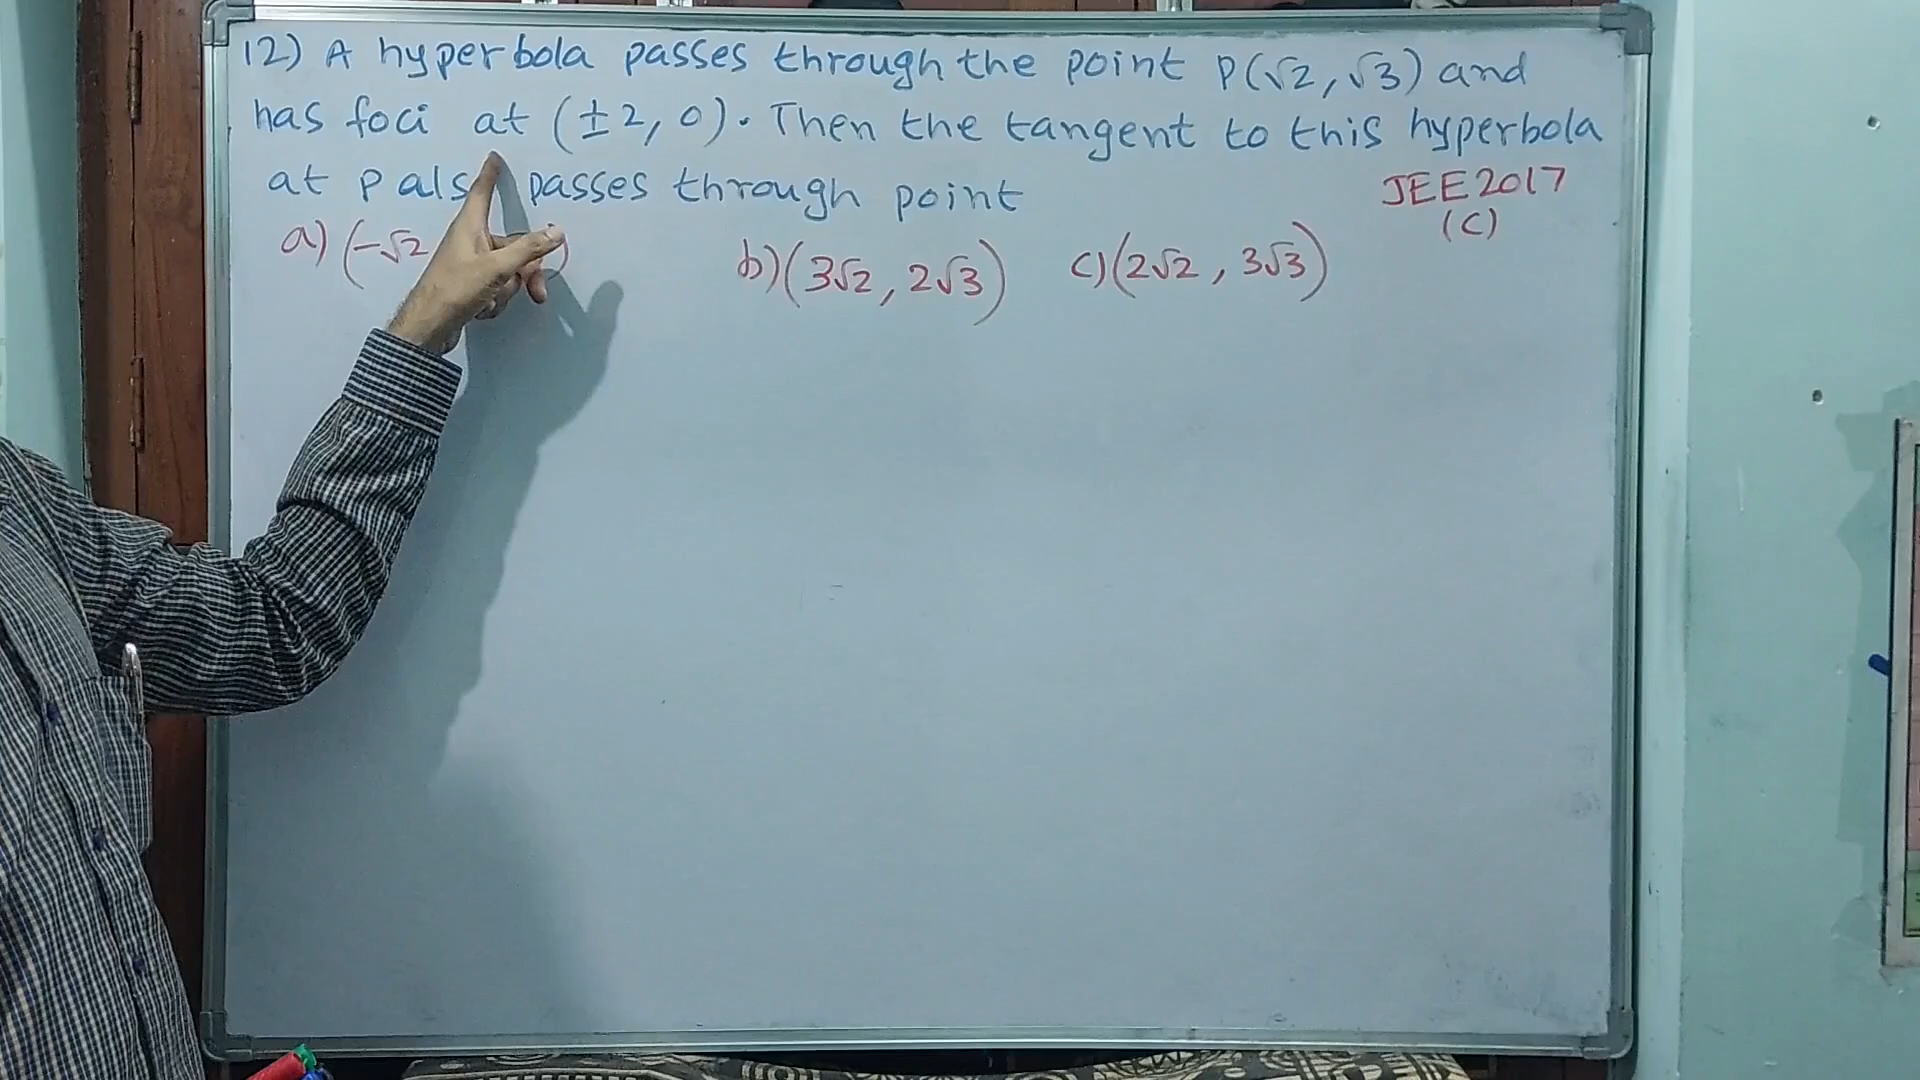 12) A hyperbola passes through the point P(√2, √3) and
has foci at (±2, 0). Then the tangent to this hyperbola
at P als passes through point
JEE 2017
(C)
a) (-√2 )
b) (3√2, 2√3)
c) (2√2, 3√3)